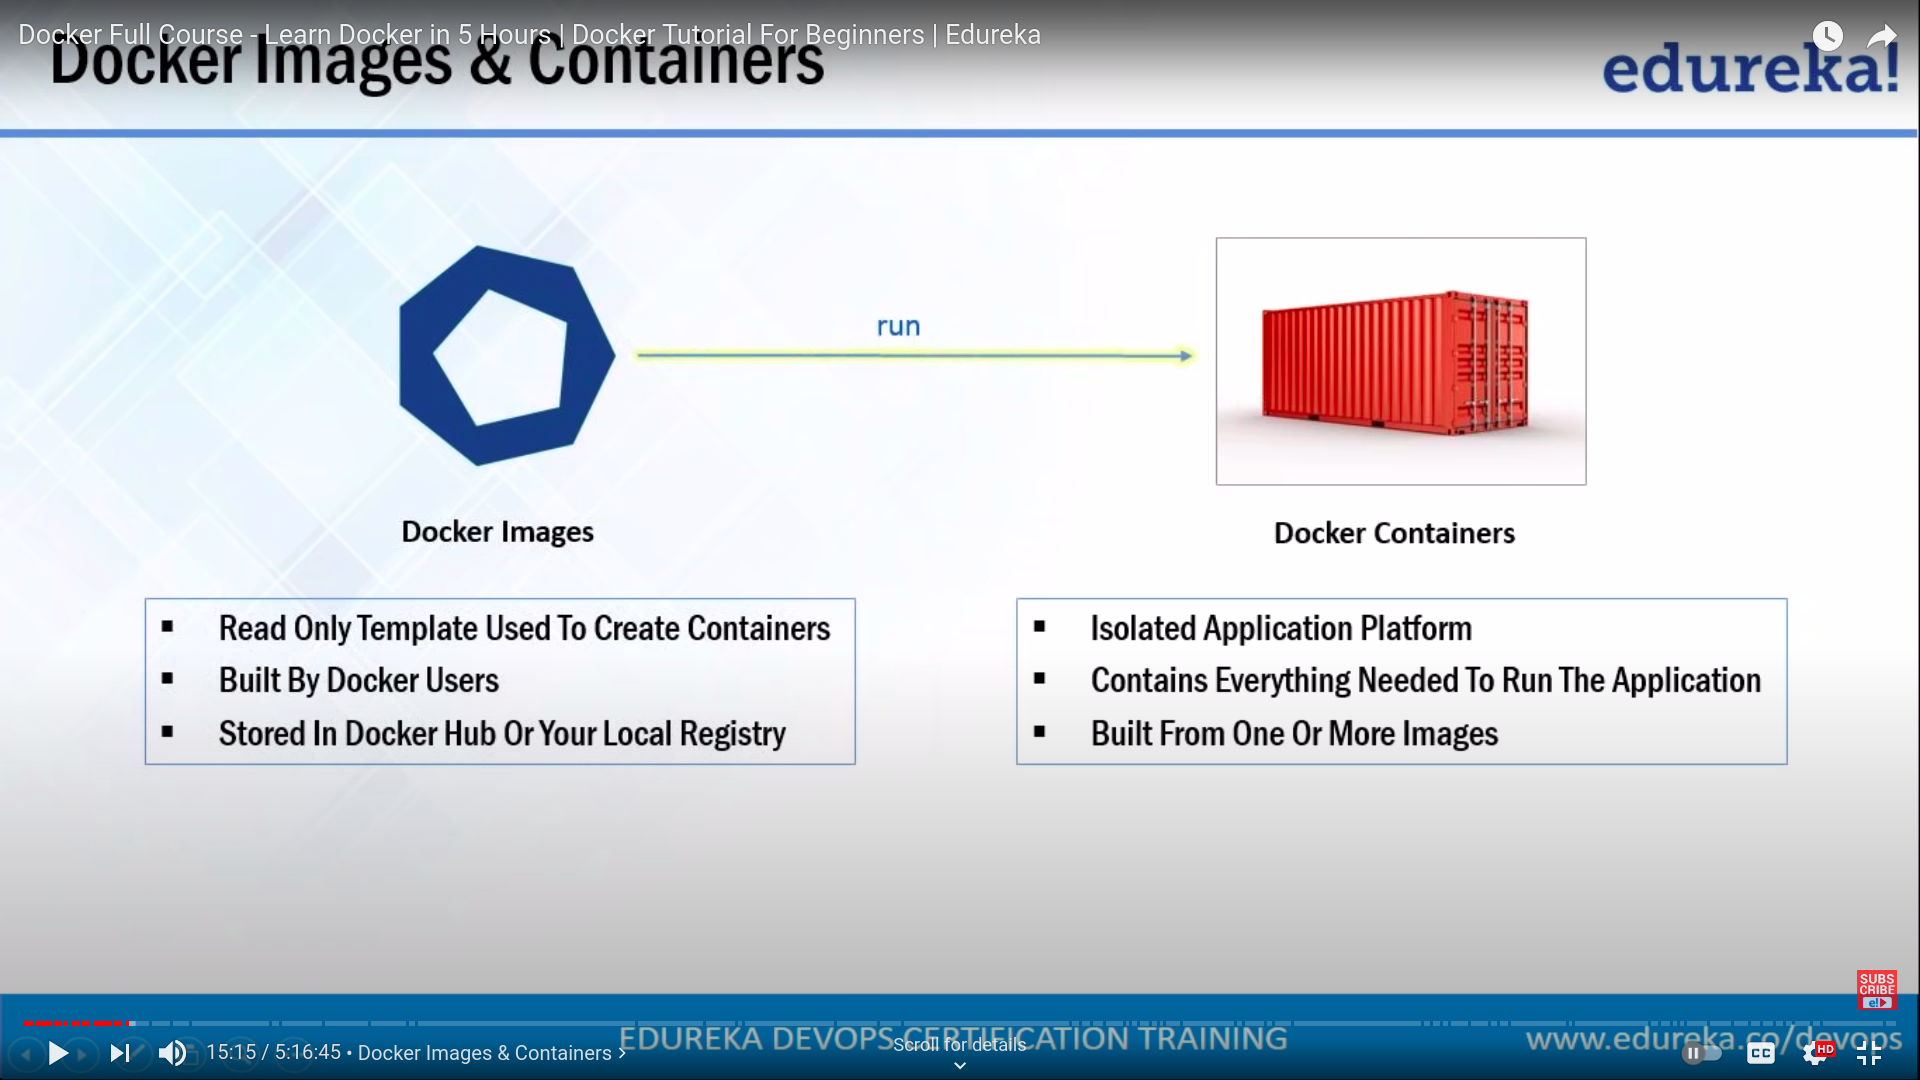 Docker Full Course - Learn Docker in 5 Hours | Docker Tutorial For Beginners | Edureka
Docker Images & Containers
edureka!
run
Docker Images
Docker Containers
Read Only Template Used To Create Containers
Built By Docker Users
Stored In Docker Hub Or Your Local Registry
Isolated Application Platform
Contains Everything Needed To Run The Application
Built From One Or More Images
SUBS
CRIBE
e!
EDUREKA DEVOPS CERTIFICATION TRAINING
www.edureka.co/devops
15:15 / 5:16:45 • Docker Images & Containers
Scroll for details
CC
HD